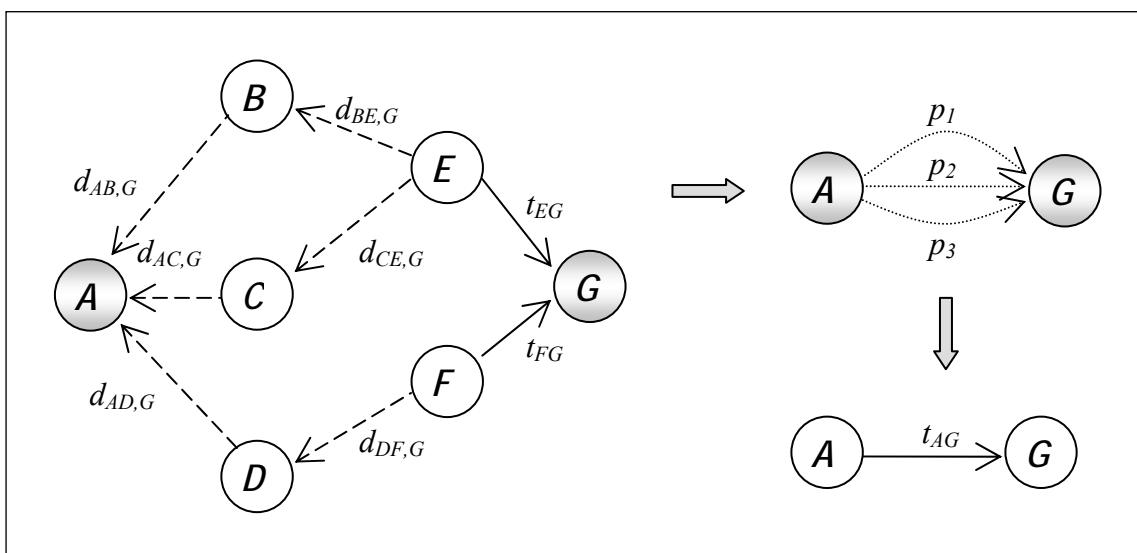 B
d_{BE,G}
E
d_{AB,G}
t_{EG}
d_{AC,G}
d_{CE,G}
A
C
G
t_{FG}
d_{AD,G}
F
d_{DF,G}
D
p_1
A
p_2
G
p_3
A
t_{AG}
G